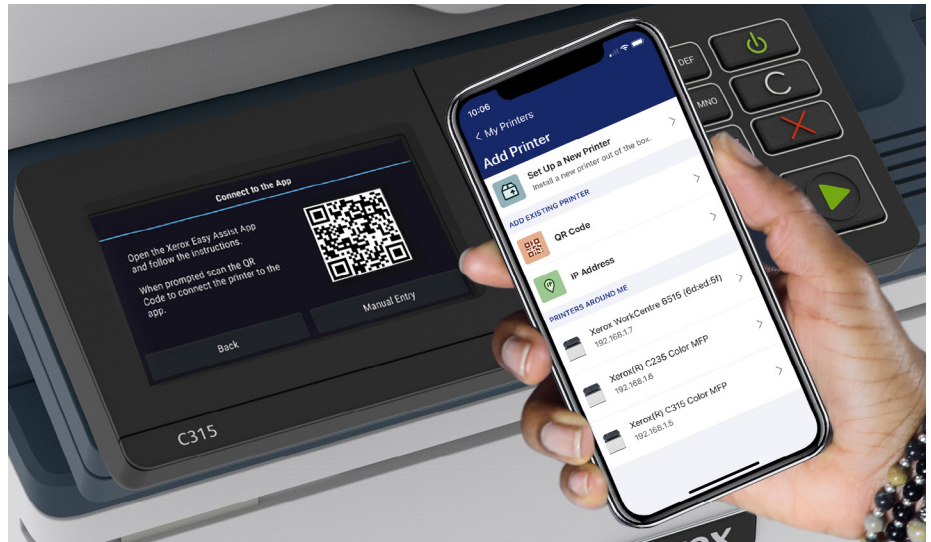 Connect to the App
Open the Xerox Easy Assist App
and follow the instructions.
When prompted scan the QR
Code to connect the printer to the
app.
Back
Manual Entry
C315
10:06
< My Printers
Add Printer
Set Up a New Printer
Install a new printer out of the box.
ADD EXISTING PRINTER
QR Code
IP
IP Address
PRINTERS AROUND ME
Xerox WorkCentre 6515 (6d:ed:5f)
192.168.1.7
Xerox(R) C235 Color MFP
192.168.1.6
Xerox(R) C315 Color MFP
192.168.1.5
DEF
MNO
C